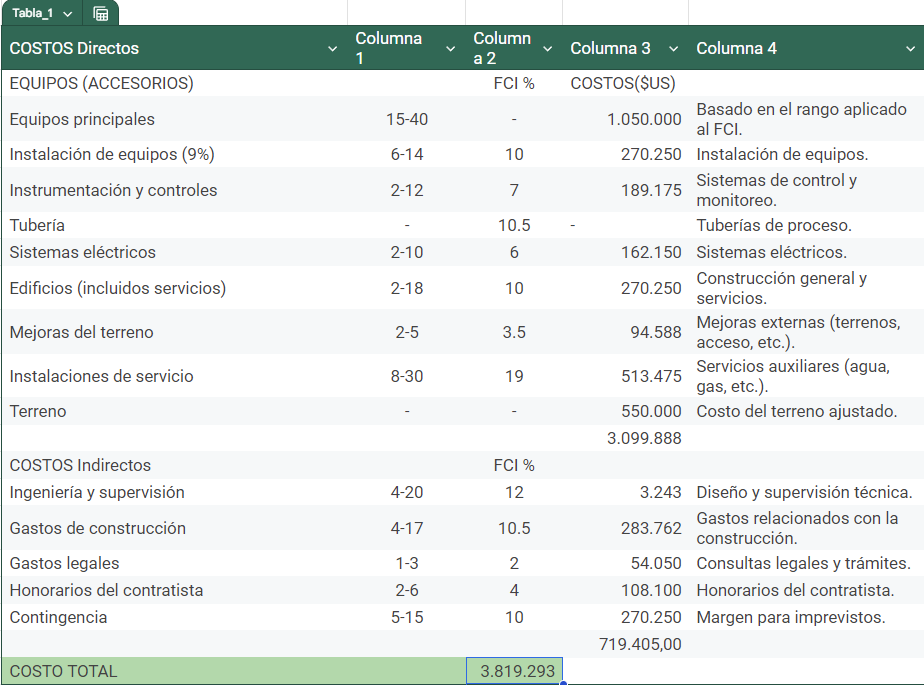 Tabla_1
COSTOS Directos Columna 1 Columna 2 Columna 3 Columna 4
EQUIPOS (ACCESORIOS) FCI % COSTOS($US)
Equipos principales 15-40 - 1.050.000 Basado en el rango aplicado al FCI.
Instalación de equipos (9%) 6-14 10 270.250 Instalación de equipos.
Instrumentación y controles 2-12 7 189.175 Sistemas de control y monitoreo.
Tubería - 10.5 - Tuberías de proceso.
Sistemas eléctricos 2-10 6 162.150 Sistemas eléctricos.
Edificios (incluidos servicios) 2-18 10 270.250 Construcción general y servicios.
Mejoras del terreno 2-5 3.5 94.588 Mejoras externas (terrenos, acceso, etc.).
Instalaciones de servicio 8-30 19 513.475 Servicios auxiliares (agua, gas, etc.).
Terreno - - 550.000 Costo del terreno ajustado.
3.099.888
COSTOS Indirectos FCI %
Ingeniería y supervisión 4-20 12 3.243 Diseño y supervisión técnica.
Gastos de construcción 4-17 10.5 283.762 Gastos relacionados con la construcción.
Gastos legales 1-3 2 54.050 Consultas legales y trámites.
Honorarios del contratista 2-6 4 108.100 Honorarios del contratista.
Contingencia 5-15 10 270.250 Margen para imprevistos.
719.405,00
COSTO TOTAL 3.819.293